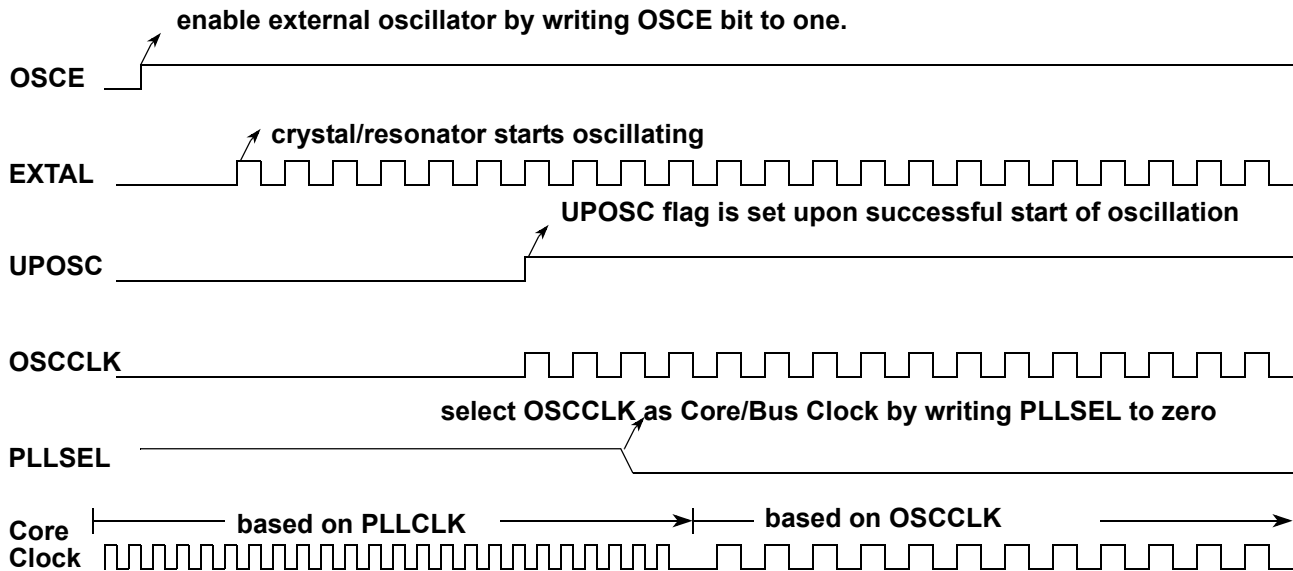 enable external oscillator by writing OSCE bit to one.
OSCE
crystal/resonator starts oscillating
EXTAL
UPOSC flag is set upon successful start of oscillation
UPOSC
OSCCLK
select OSCCLK as Core/Bus Clock by writing PLLSEL to zero
PLLSEL
based on PLLCLK
based on OSCCLK
Core
Clock